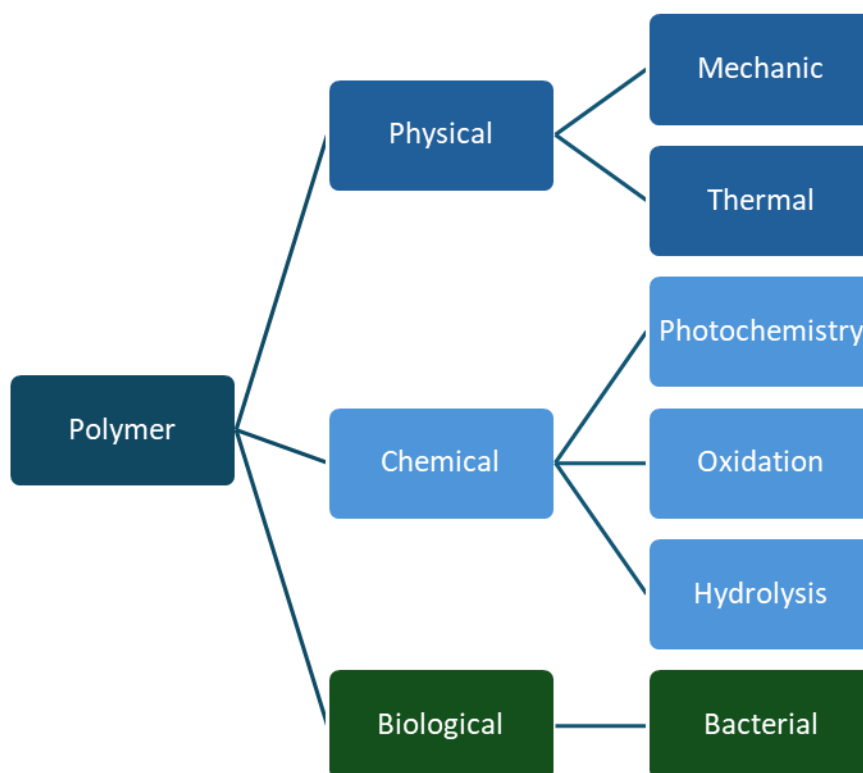 Polymer
Physical
Mechanic
Thermal
Chemical
Photochemistry
Oxidation
Hydrolysis
Biological
Bacterial